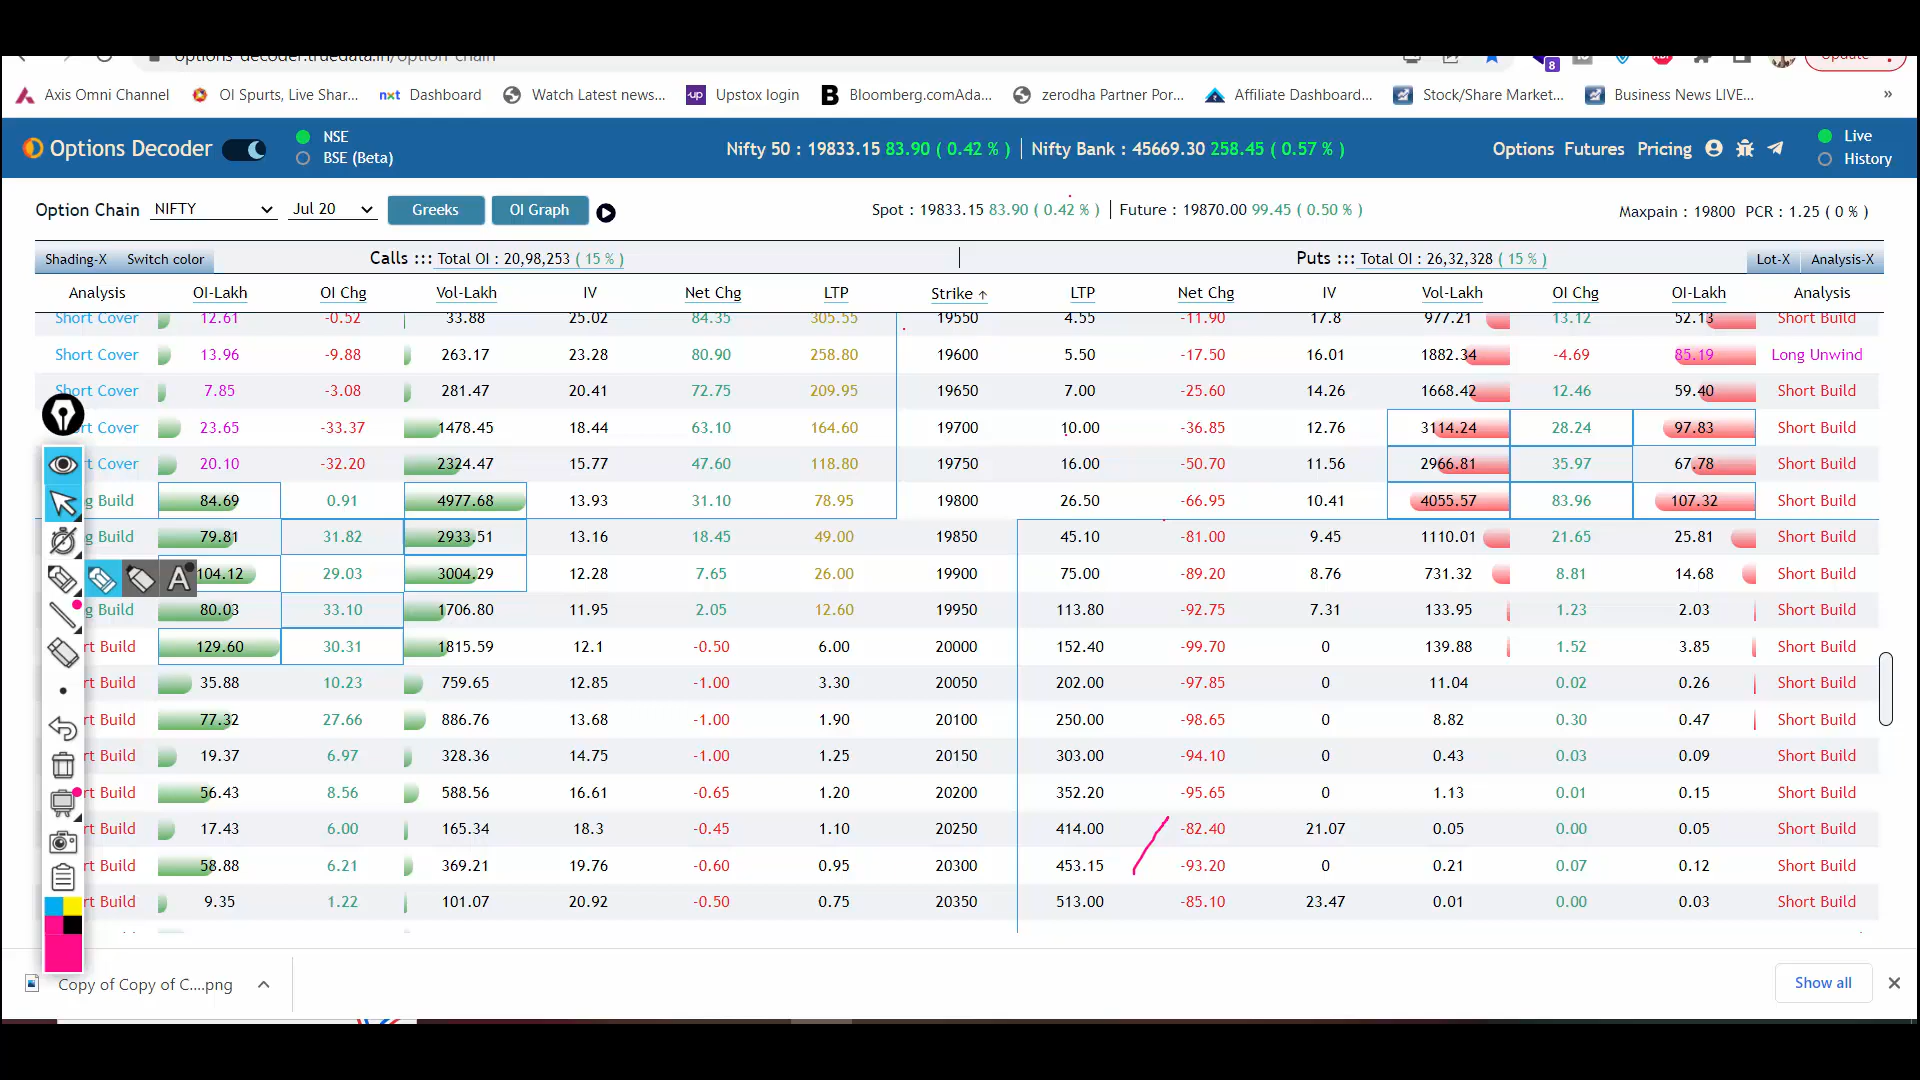 options-decoder.truedata.in/option-chain
8
Update
Axis Omni Channel OI Spurts, Live Shar... nxt Dashboard Watch Latest news... up Upstox login B Bloomberg.comAda... zerodha Partner Por... Affiliate Dashboard... Stock/Share Market... Business News LIVE... »
Options Decoder
NSE
BSE (Beta)
Nifty 50 : 19833.15 83.90 ( 0.42 % ) | Nifty Bank : 45669.30 258.45 ( 0.57 % )
Options Futures Pricing
Live
History
Option Chain NIFTY Jul 20 Greeks OI Graph
Spot : 19833.15 83.90 ( 0.42 % ) | Future : 19870.00 99.45 ( 0.50 % )
Maxpain : 19800 PCR : 1.25 ( 0 % )
Shading-X Switch color Calls ::: Total OI : 20,98,253 ( 15 % ) Puts ::: Total OI : 26,32,328 ( 15 % ) Lot-X Analysis-X
Analysis OI-Lakh OI Chg Vol-Lakh IV Net Chg LTP Strike ↑ LTP Net Chg IV Vol-Lakh OI Chg OI-Lakh Analysis
Short Cover 12.61 -0.52 33.88 25.02 84.35 305.55 19550 4.55 -11.90 17.8 977.21 13.12 52.13 Short Build
Short Cover 13.96 -9.88 263.17 23.28 80.90 258.80 19600 5.50 -17.50 16.01 1882.34 -4.69 85.19 Long Unwind
Short Cover 7.85 -3.08 281.47 20.41 72.75 209.95 19650 7.00 -25.60 14.26 1668.42 12.46 59.40 Short Build
Cover 23.65 -33.37 1478.45 18.44 63.10 164.60 19700 10.00 -36.85 12.76 3114.24 28.24 97.83 Short Build
rt Cover 20.10 -32.20 2324.47 15.77 47.60 118.80 19750 16.00 -50.70 11.56 2966.81 35.97 67.78 Short Build
g Build 84.69 0.91 4977.68 13.93 31.10 78.95 19800 26.50 -66.95 10.41 4055.57 83.96 107.32 Short Build
g Build 79.81 31.82 2933.51 13.16 18.45 49.00 19850 45.10 -81.00 9.45 1110.01 21.65 25.81 Short Build
A 104.12 29.03 3004.29 12.28 7.65 26.00 19900 75.00 -89.20 8.76 731.32 8.81 14.68 Short Build
g Build 80.03 33.10 1706.80 11.95 2.05 12.60 19950 113.80 -92.75 7.31 133.95 1.23 2.03 Short Build
rt Build 129.60 30.31 1815.59 12.1 -0.50 6.00 20000 152.40 -99.70 0 139.88 1.52 3.85 Short Build
rt Build 35.88 10.23 759.65 12.85 -1.00 3.30 20050 202.00 -97.85 0 11.04 0.02 0.26 Short Build
rt Build 77.32 27.66 886.76 13.68 -1.00 1.90 20100 250.00 -98.65 0 8.82 0.30 0.47 Short Build
rt Build 19.37 6.97 328.36 14.75 -1.00 1.25 20150 303.00 -94.10 0 0.43 0.03 0.09 Short Build
rt Build 56.43 8.56 588.56 16.61 -0.65 1.20 20200 352.20 -95.65 0 1.13 0.01 0.15 Short Build
rt Build 17.43 6.00 165.34 18.3 -0.45 1.10 20250 414.00 -82.40 21.07 0.05 0.00 0.05 Short Build
rt Build 58.88 6.21 369.21 19.76 -0.60 0.95 20300 453.15 -93.20 0 0.21 0.07 0.12 Short Build
rt Build 9.35 1.22 101.07 20.92 -0.50 0.75 20350 513.00 -85.10 23.47 0.01 0.00 0.03 Short Build
Copy of Copy of C....png
Show all